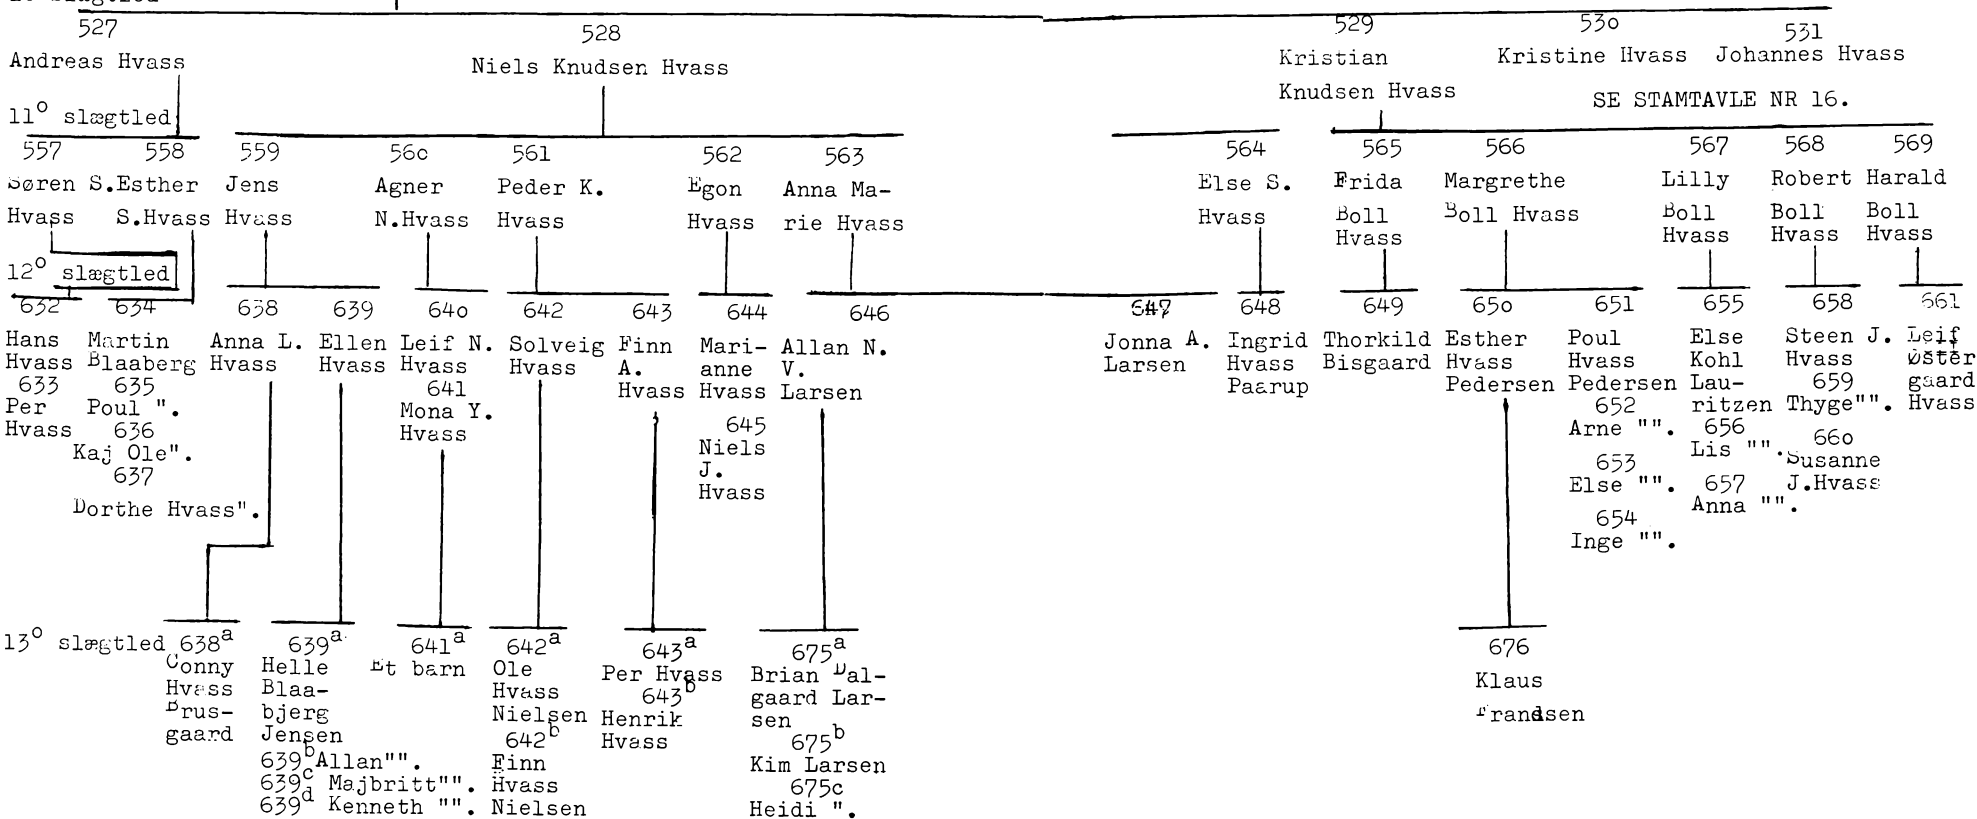 527 528 529 530 531
Andreas Hvass Niels Knudsen Hvass Kristian Kristine Hvass Johannes Hvass
Knudsen Hvass SE STAMTAVLE NR 16.
11o slægtled
557 558 559 560 561 562 563 564 565 566 567 568 569
Søren S. Esther Jens Agner Peder K. Egon Anna Ma- Else S. Frida Margrethe Lilly Robert Harald
Hvass S.Hvass Hvass N.Hvass Hvass Hvass rie Hvass Hvass Boll Boll Hvass Boll Boll Boll
Hvass Hvass Hvass Hvass
12o slægtled
632 634 638 639 640 642 643 644 646 647 648 649 650 651 655 658 661
Hans Martin Anna L. Ellen Leif N. Solveig Finn Mari- Allan N. Jonna A. Ingrid Thorkild Esther Poul Else Steen J. Leif
Hvass Blaaberg Hvass Hvass Hvass Hvass A. anne V. Larsen Hvass Bisgaard Hvass Hvass Kohl Hvass Øster
633 635 641 Hvass Hvass Larsen Paarup Pedersen Pedersen Lau- 659 gaard
Per Poul ". Mona Y. 645 652 ritzen Thyge"". Hvass
Hvass 636 Hvass Niels Arne "". 656 660
Kaj Ole". J. 653 Lis "". Susanne
637 Hvass Else "". 657 J.Hvass
Dorthe Hvass". 654 Anna "".
Inge "".
13o slægtled 638a 639a 641a 642a 643a 675a 676
Conny Helle Et barn Ole Per Hvass Brian Dal- Klaus
Hvass Blaa- Hvass 643b gaard Lar- Frandsen
Brus- bjerg Nielsen Henrik sen
gaard Jensen 642b Hvass 675b
639b Allan"". Finn Kim Larsen
639c Majbritt"". Hvass 675c
639d Kenneth "". Nielsen Heidi ".